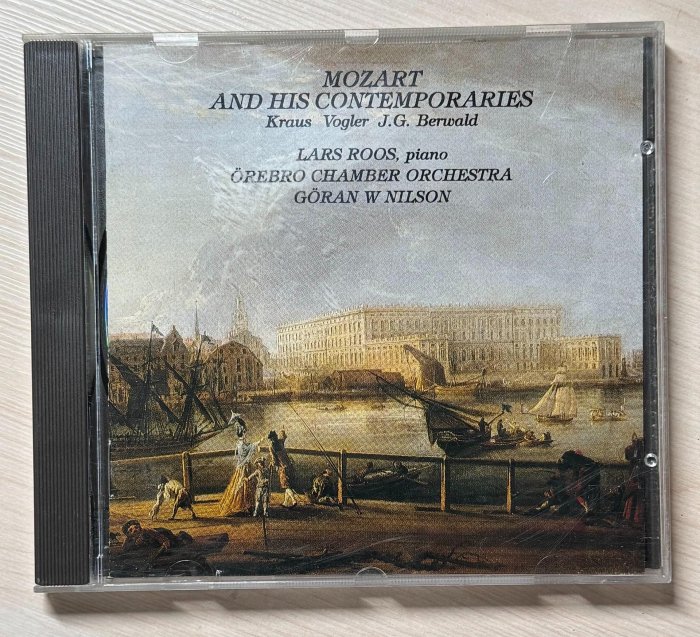 MOZART
AND HIS CONTEMPORARIES
Kraus Vogler J.G. Berwald
LARS ROOS, piano
ÖREBRO CHAMBER ORCHESTRA
GÖRAN W NILSON